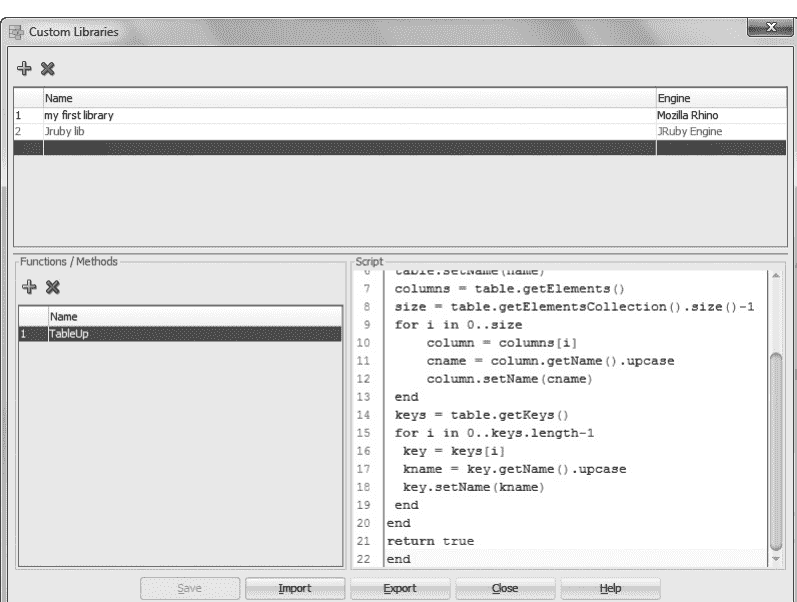 Custom Libraries
Name Engine
1 my first library Mozilla Rhino
2 Jruby lib JRuby Engine
Functions / Methods
Name
1 TableUp
Script
6 table.setName(name)
7 columns = table.getElements()
8 size = table.getElementsCollection().size()-1
9 for i in 0..size
10 column = columns[i]
11 cname = column.getName().upcase
12 column.setName(cname)
13 end
14 keys = table.getKeys()
15 for i in 0..keys.length-1
16 key = keys[i]
17 kname = key.getName().upcase
18 key.setName(kname)
19 end
20 end
21 return true
22 end
Save Import Export Close Help